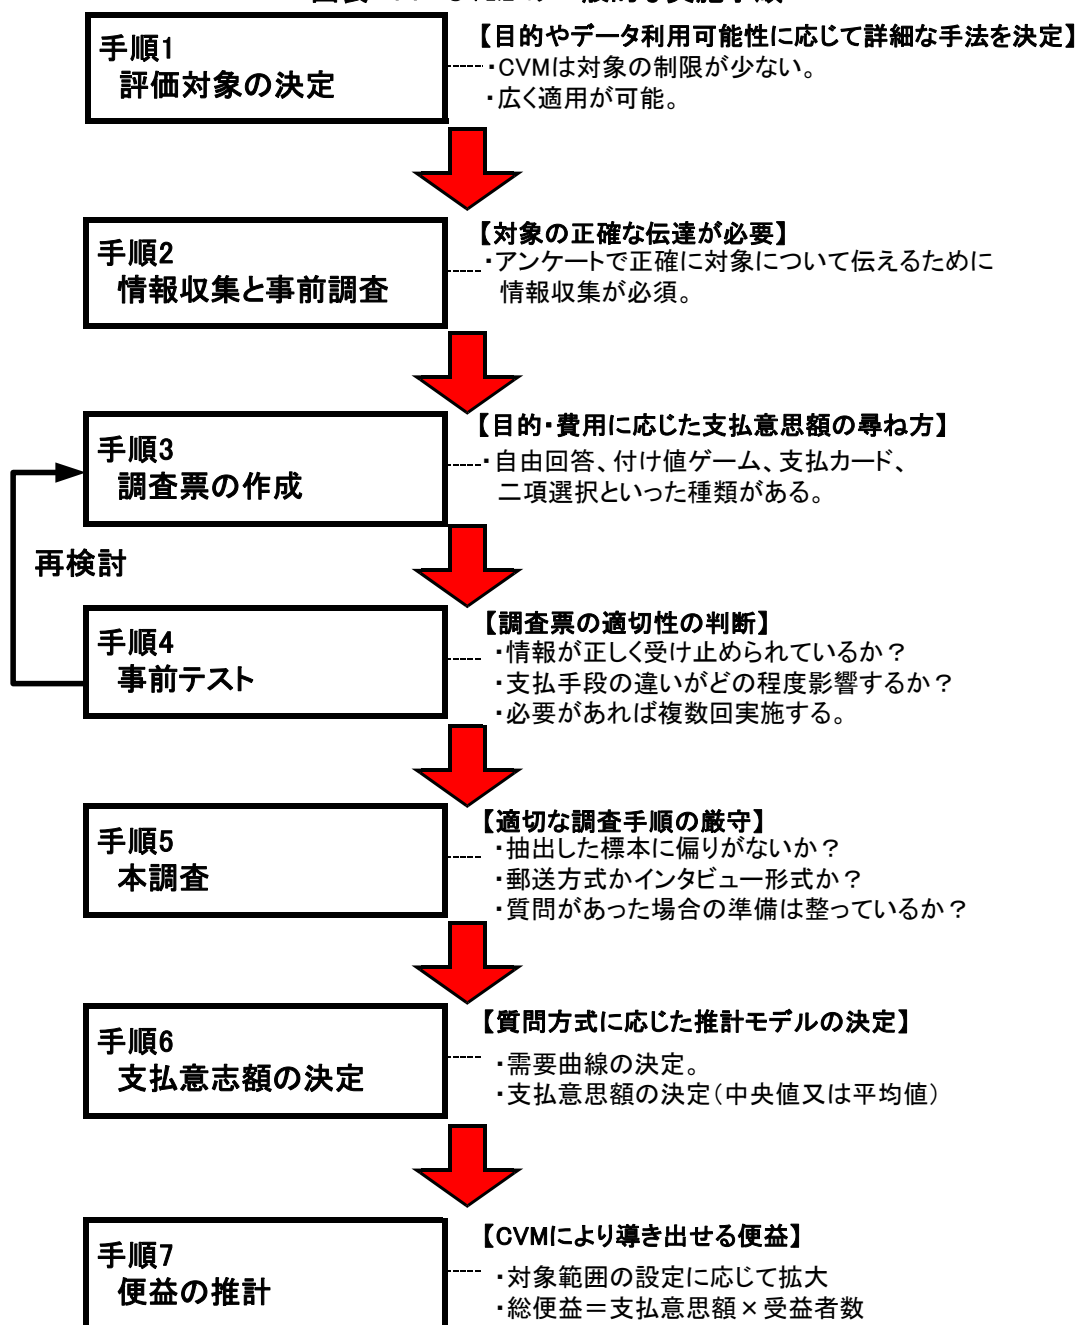 手順1
評価対象の決定
【目的やデータ利用可能性に応じて詳細な手法を決定】
・CVMは対象の制限が少ない。
・広く適用が可能。
手順2
情報収集と事前調査
【対象の正確な伝達が必要】
・アンケートで正確に対象について伝えるために
情報収集が必須。
手順3
調査票の作成
【目的・費用に応じた支払意思額の尋ね方】
・自由回答、付け値ゲーム、支払カード、
二項選択といった種類がある。
再検討
手順4
事前テスト
【調査票の適切性の判断】
・情報が正しく受け止められているか？
・支払手段の違いがどの程度影響するか？
・必要があれば複数回実施する。
手順5
本調査
【適切な調査手順の厳守】
・抽出した標本に偏りがないか？
・郵送方式かインタビュー形式か？
・質問があった場合の準備は整っているか？
手順6
支払意志額の決定
【質問方式に応じた推計モデルの決定】
・需要曲線の決定。
・支払意思額の決定（中央値又は平均値）
手順7
便益の推計
【CVMにより導き出せる便益】
・対象範囲の設定に応じて拡大
・総便益＝支払意思額×受益者数